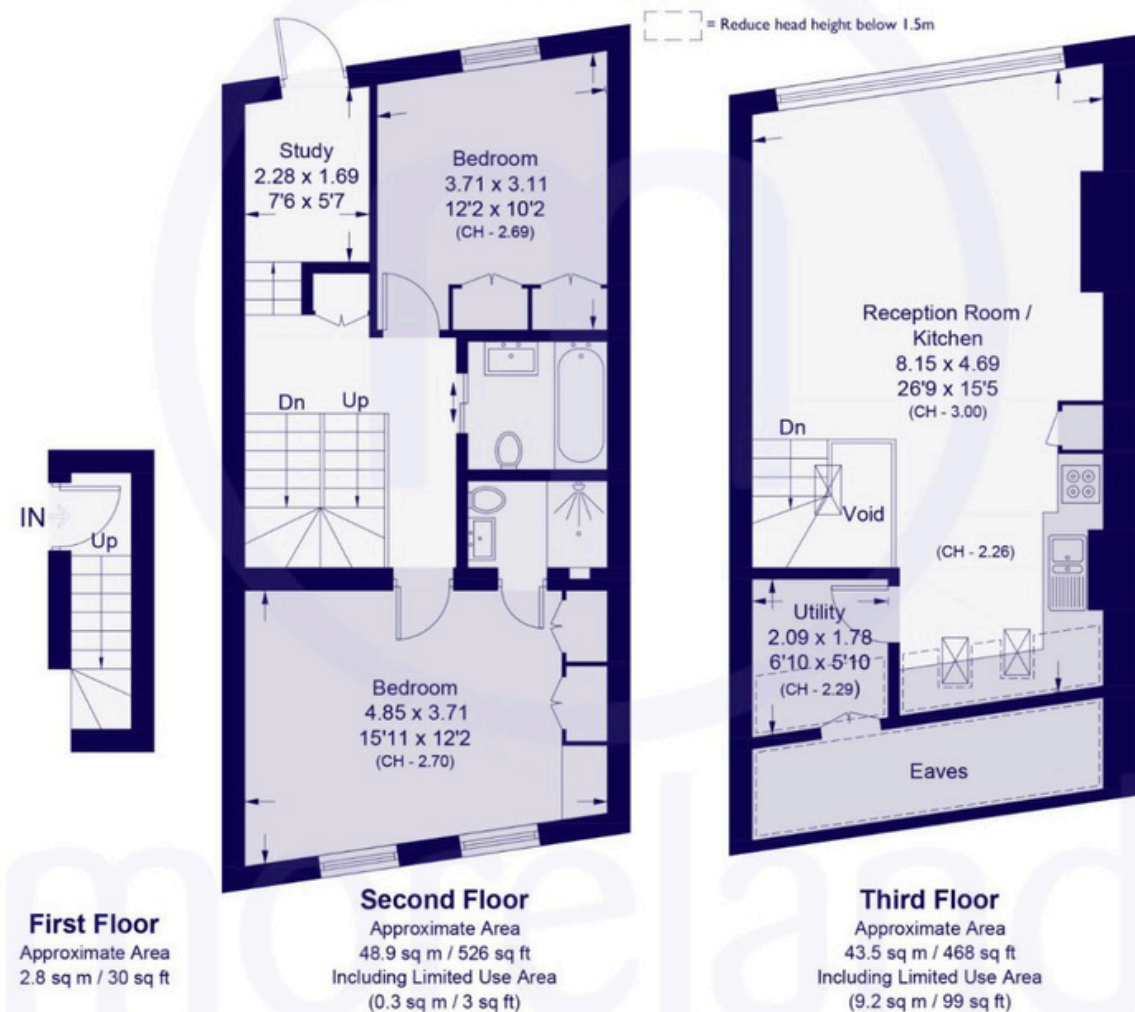 = Reduce head height below 1.5m
Study
2.28 x 1.69
7'6 x 5'7
Bedroom
3.71 x 3.11
12'2 x 10'2
(CH - 2.69)
Dn
Up
Bedroom
4.85 x 3.71
15'11 x 12'2
(CH - 2.70)
IN
Up
Reception Room /
Kitchen
8.15 x 4.69
26'9 x 15'5
(CH - 3.00)
Dn
Void
(CH - 2.26)
Utility
2.09 x 1.78
6'10 x 5'10
(CH - 2.29)
Eaves
First Floor
Approximate Area
2.8 sq m / 30 sq ft
Second Floor
Approximate Area
48.9 sq m / 526 sq ft
Including Limited Use Area
(0.3 sq m / 3 sq ft)
Third Floor
Approximate Area
43.5 sq m / 468 sq ft
Including Limited Use Area
(9.2 sq m / 99 sq ft)
moreland